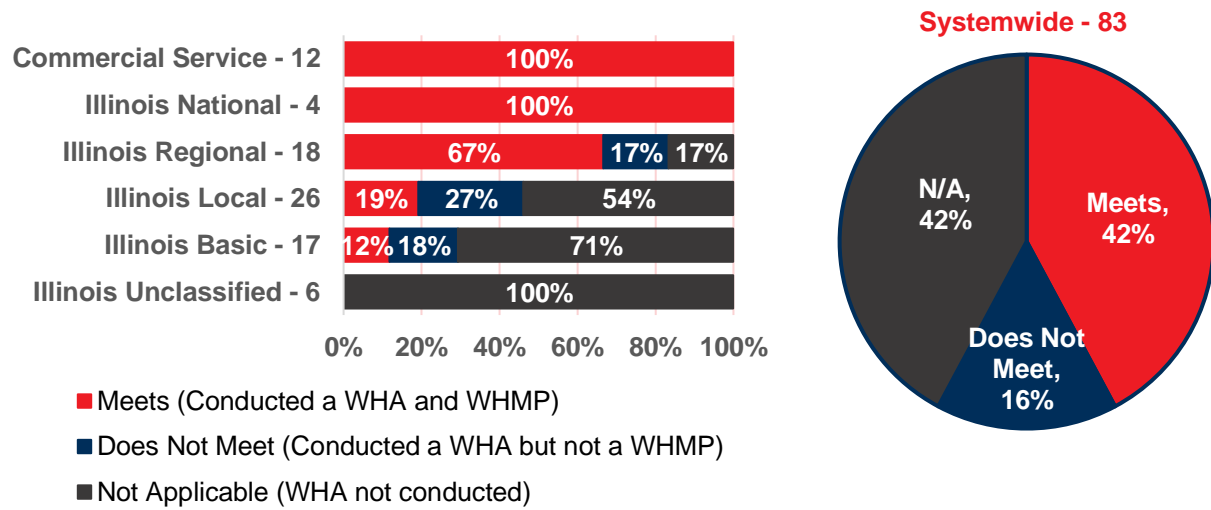 Systemwide - 83
Commercial Service - 12
100%
Illinois National - 4
100%
Illinois Regional - 18
67%
17%
17%
Illinois Local - 26
19%
27%
54%
Illinois Basic - 17
12%
18%
71%
Illinois Unclassified - 6
100%
0%
20%
40%
60%
80%
100%
Meets (Conducted a WHA and WHMP)
Does Not Meet (Conducted a WHA but not a WHMP)
Not Applicable (WHA not conducted)
N/A,
42%
Meets,
42%
Does Not
Meet,
16%